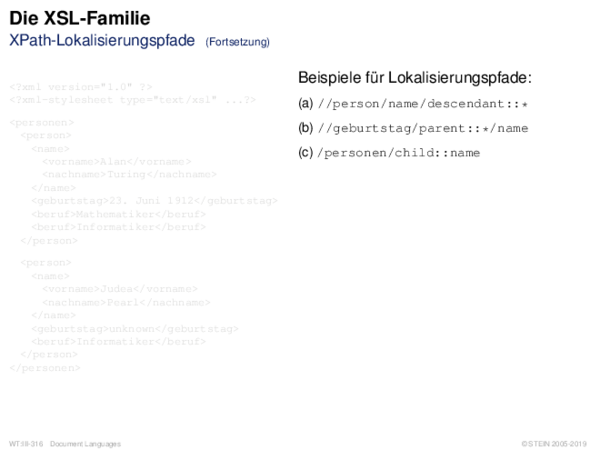 Die XSL-Familie
XPath-Lokalisierungspfade (Fortsetzung)
<?xml version="1.0" ?>
<?xml-stylesheet type="text/xsl" ...?>
<personen>
<person>
<name>
<vorname>Alan</vorname>
<nachname>Turing</nachname>
</name>
<geburtstag>23. Juni 1912</geburtstag>
<beruf>Mathematiker</beruf>
<beruf>Informatiker</beruf>
</person>
<person>
<name>
<vorname>Judea</vorname>
<nachname>Pearl</nachname>
</name>
<geburtstag>unknown</geburtstag>
<beruf>Informatiker</beruf>
</person>
</personen>
Beispiele für Lokalisierungspfade:
(a) //person/name/descendant::*
(b) //geburtstag/parent::*/name
(c) /personen/child::name
WT:III-316 Document Languages
© STEIN 2005-2019